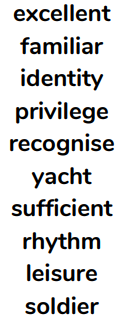 excellent
familiar
identity
privilege
recognise
yacht
sufficient
rhythm
leisure
soldier